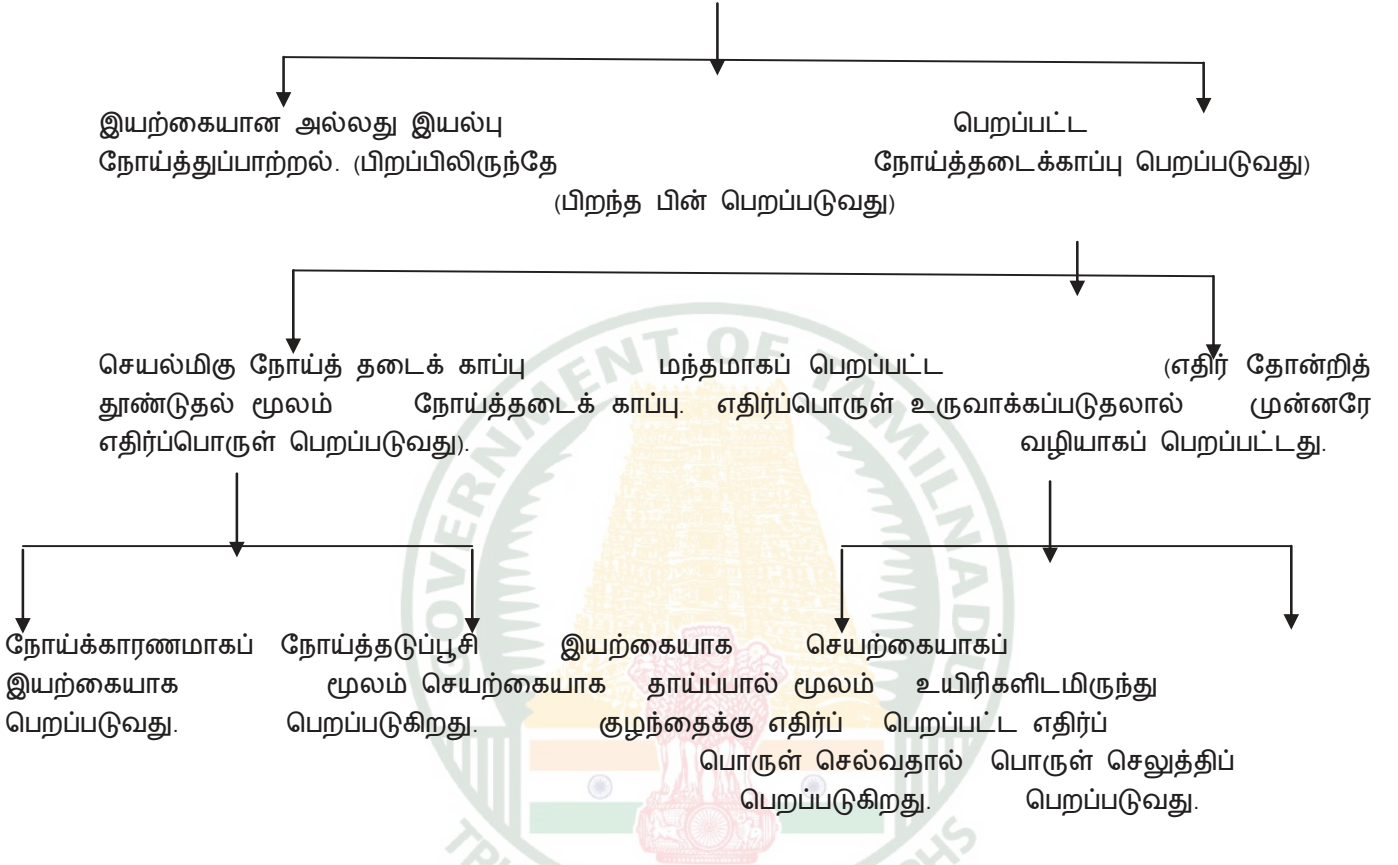 இயற்கையான அல்லது இயல்பு பெறப்பட்ட
நோய்த்துப்பாற்றல். (பிறப்பிலிருந்தே நோய்த்தடைக்காப்பு பெறப்படுவது)
(பிறந்த பின் பெறப்படுவது)
செயல்மிகு நோய்த் தடைக் காப்பு மந்தமாகப் பெறப்பட்ட (எதிர் தோன்றித்
தூண்டுதல் மூலம் நோய்த்தடைக் காப்பு. எதிர்ப்பொருள் உருவாக்கப்படுதலால் முன்னரே
எதிர்ப்பொருள் பெறப்படுவது). வழியாகப் பெறப்பட்டது.
நோய்க்காரணமாகப் நோய்த்தடுப்பூசி இயற்கையாக செயற்கையாகப்
இயற்கையாக மூலம் செயற்கையாக தாய்ப்பால் மூலம் உயிரிகளிடமிருந்து
பெறப்படுவது. பெறப்படுகிறது. குழந்தைக்கு எதிர்ப் பெறப்பட்ட எதிர்ப்
பொருள் செல்வதால் பொருள் செலுத்திப்
பெறப்படுகிறது. பெறப்படுவது.
GOVERNMENT OF TAMILNADU